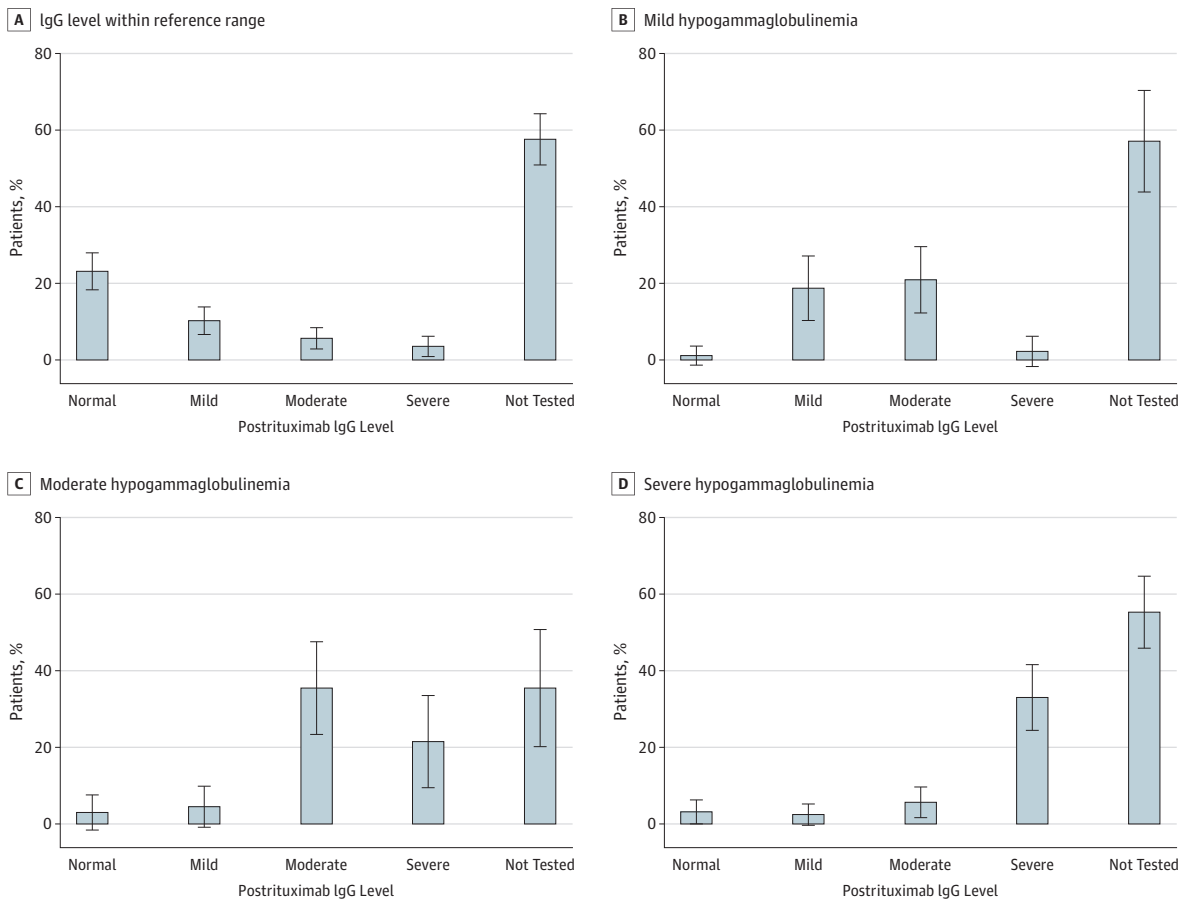 A IgG level within reference range
80
60
40
20
0
Patients, %
Normal Mild Moderate Severe Not Tested
Postrituximab IgG Level
B Mild hypogammaglobulinemia
80
60
40
20
0
Patients, %
Normal Mild Moderate Severe Not Tested
Postrituximab IgG Level
C Moderate hypogammaglobulinemia
80
60
40
20
0
Patients, %
Normal Mild Moderate Severe Not Tested
Postrituximab IgG Level
D Severe hypogammaglobulinemia
80
60
40
20
0
Patients, %
Normal Mild Moderate Severe Not Tested
Postrituximab IgG Level